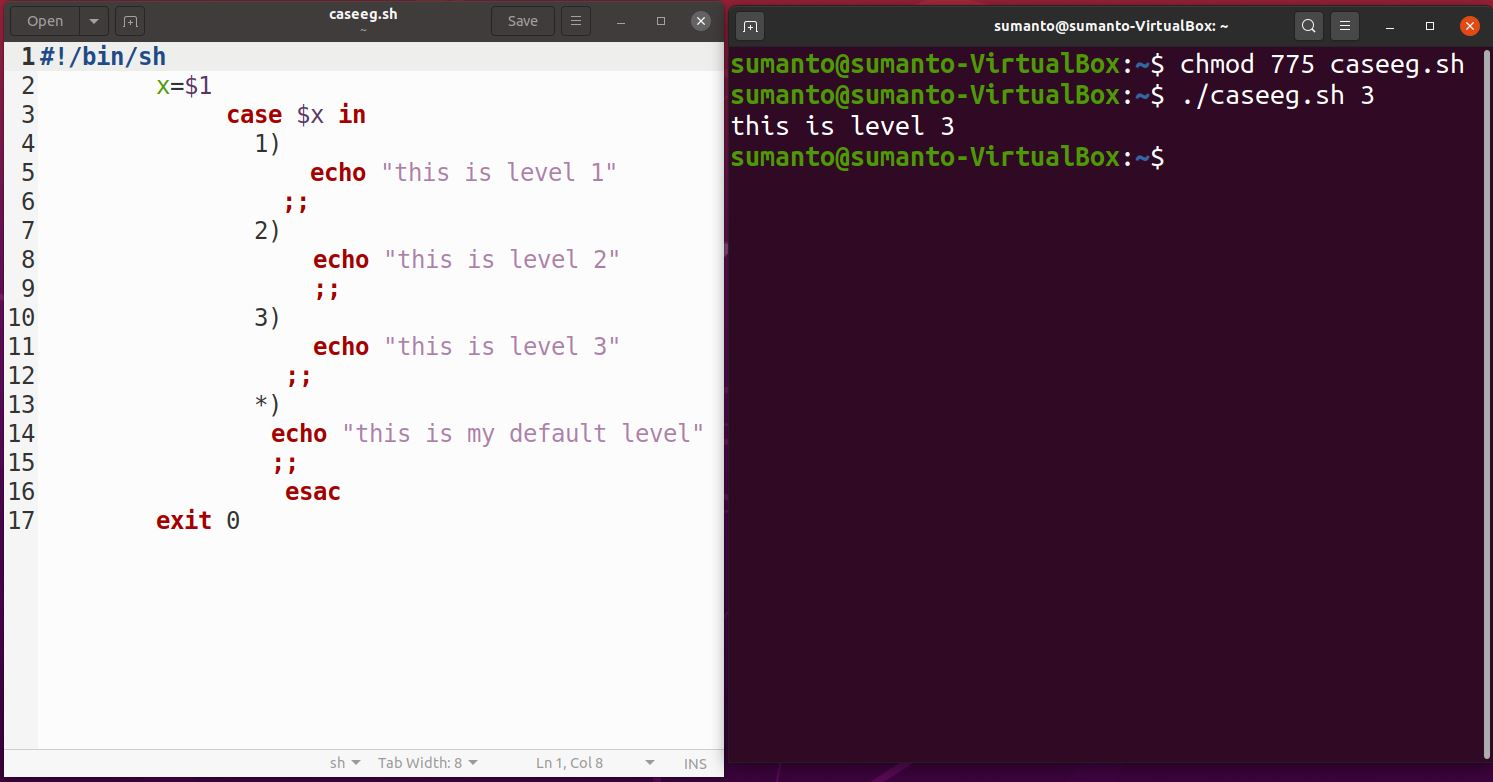 Open
caseeg.sh
~
Save
1 #!/bin/sh
2 x=$1
3 case $x in
4 1)
5 echo "this is level 1"
6 ;;
7 2)
8 echo "this is level 2"
9 ;;
10 3)
11 echo "this is level 3"
12 ;;
13 *)
14 echo "this is my default level"
15 ;;
16 esac
17 exit 0
sh
Tab Width: 8
Ln 1, Col 8
INS
sumanto@sumanto-VirtualBox: ~
sumanto@sumanto-VirtualBox:~$ chmod 775 caseeg.sh
sumanto@sumanto-VirtualBox:~$ ./caseeg.sh 3
this is level 3
sumanto@sumanto-VirtualBox:~$